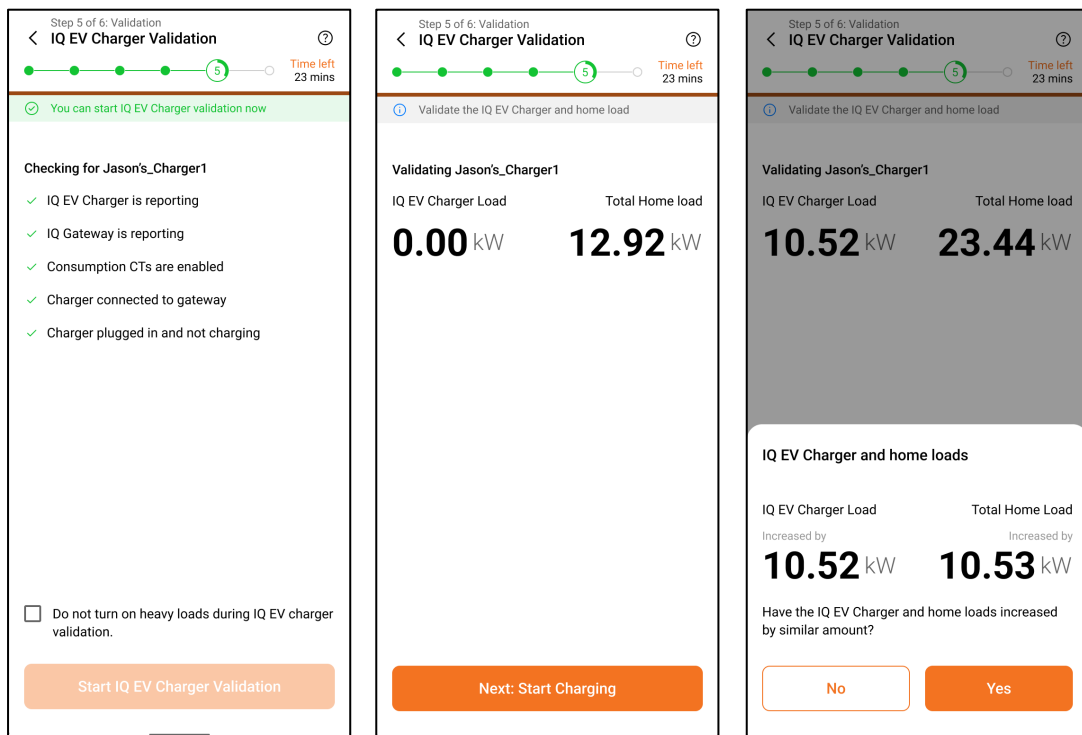 Step 5 of 6: Validation
IQ EV Charger Validation
5
Time left
23 mins
You can start IQ EV Charger validation now
Checking for Jason's_Charger1
IQ EV Charger is reporting
IQ Gateway is reporting
Consumption CTs are enabled
Charger connected to gateway
Charger plugged in and not charging
Do not turn on heavy loads during IQ EV charger
validation.
Start IQ EV Charger Validation
Step 5 of 6: Validation
IQ EV Charger Validation
5
Time left
23 mins
Validate the IQ EV Charger and home load
Validating Jason's_Charger1
IQ EV Charger Load Total Home load
0.00 kW 12.92 kW
Next: Start Charging
Step 5 of 6: Validation
IQ EV Charger Validation
5
Time left
23 mins
Validate the IQ EV Charger and home load
Validating Jason's_Charger1
IQ EV Charger Load Total Home load
10.52 kW 23.44 kW
IQ EV Charger and home loads
IQ EV Charger Load Total Home Load
Increased by Increased by
10.52 kW 10.53 kW
Have the IQ EV Charger and home loads increased
by similar amount?
No Yes